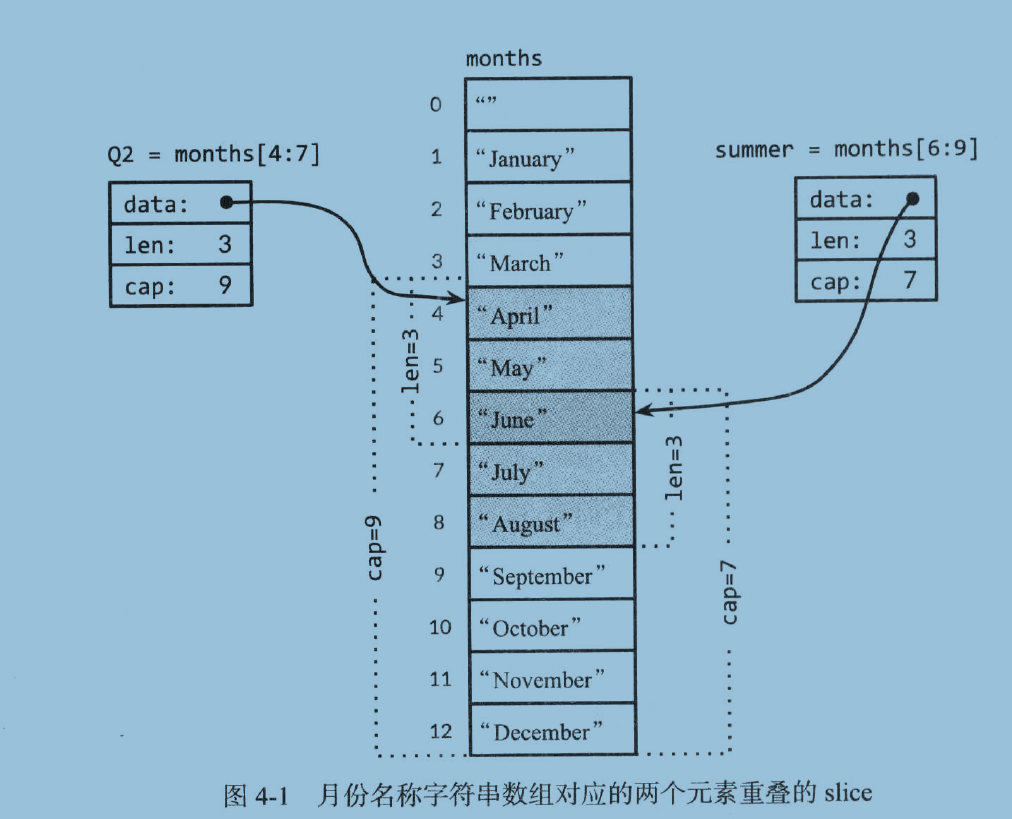 months
0 “”
Q2 = months[4:7]
summer = months[6:9]
1 “January”
data:
data:
2 “February”
len: 3
len: 3
3 “March”
cap: 9
cap: 7
4 “April”
len=3
5 “May”
6 “June”
7 “July”
len=3
8 “August”
cap=9
9 “September”
cap=7
10 “October”
11 “November”
12 “December”
图 4-1 月份名称字符串数组对应的两个元素重叠的 slice